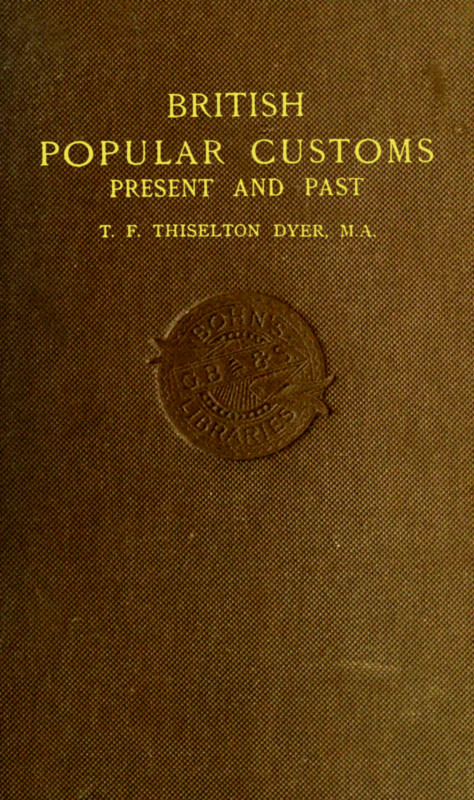 BRITISH
POPULAR CUSTOMS
PRESENT AND PAST
T. F. THISELTON DYER, M.A.
BOHN'S
G.B & S
LIBRARIES